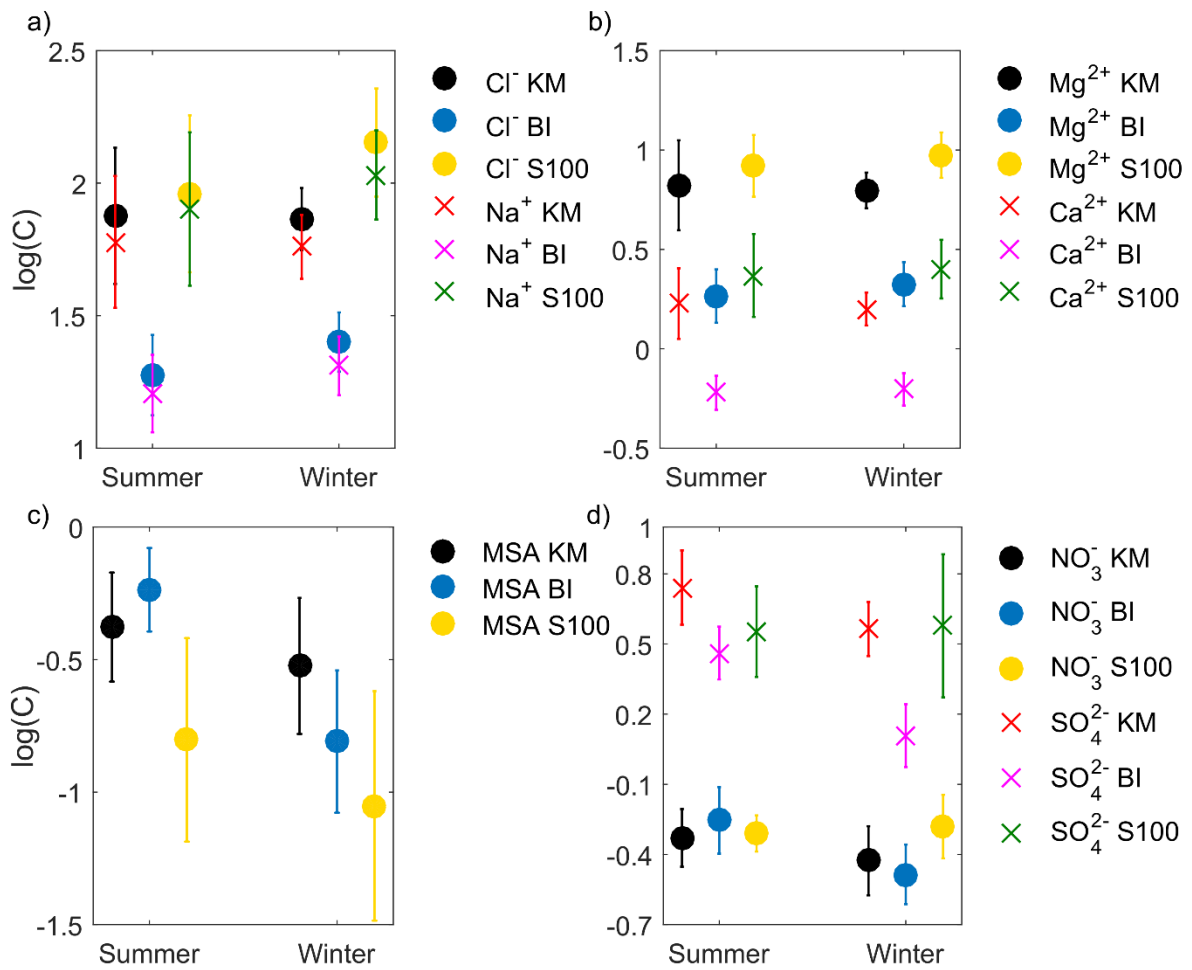 a)
2.5
2
1.5
1
log(C)
Summer Winter
Cl⁻ KM
Cl⁻ BI
Cl⁻ S100
Na⁺ KM
Na⁺ BI
Na⁺ S100
b)
1.5
1
0.5
0
-0.5
Summer Winter
Mg²⁺ KM
Mg²⁺ BI
Mg²⁺ S100
Ca²⁺ KM
Ca²⁺ BI
Ca²⁺ S100
c)
0
-0.5
-1
-1.5
log(C)
Summer Winter
MSA KM
MSA BI
MSA S100
d)
1
0.8
0.5
0.2
-0.1
-0.4
-0.7
Summer Winter
NO₃⁻ KM
NO₃⁻ BI
NO₃⁻ S100
SO₄²⁻ KM
SO₄²⁻ BI
SO₄²⁻ S100